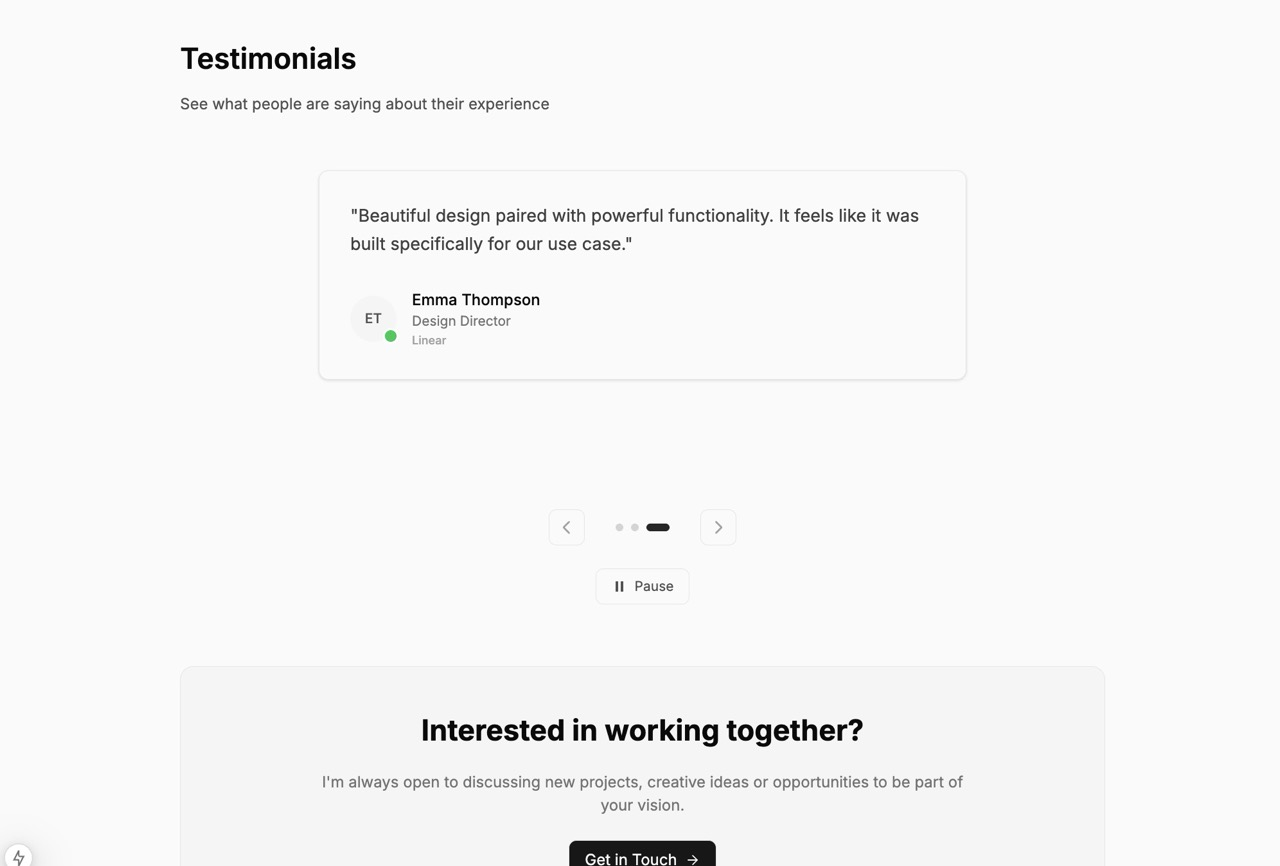 Testimonials
See what people are saying about their experience
"Beautiful design paired with powerful functionality. It feels like it was
built specifically for our use case."
ET
Emma Thompson
Design Director
Linear
Pause
Interested in working together?
I'm always open to discussing new projects, creative ideas or opportunities to be part of
your vision.
Get in Touch →